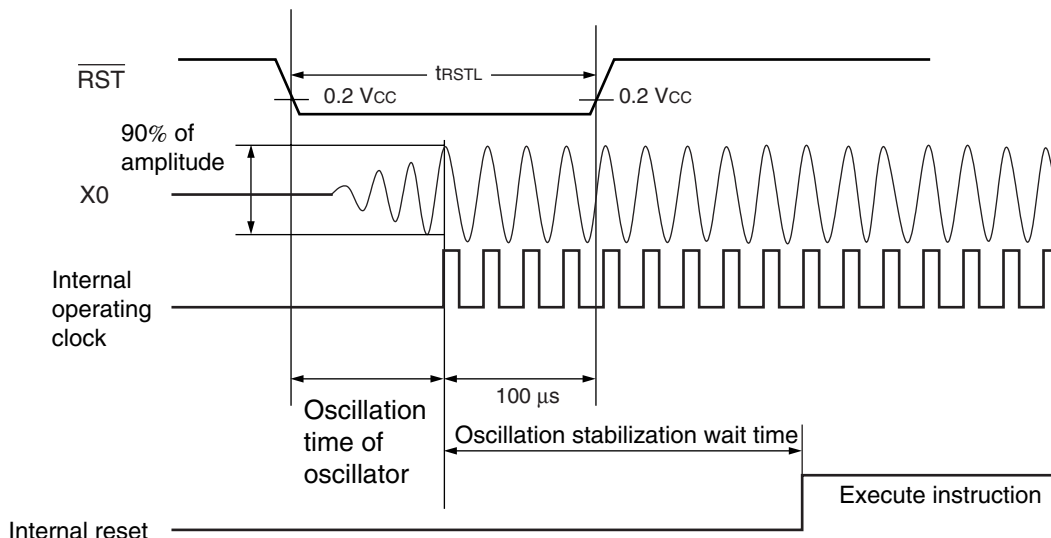 RST
tRSTL
0.2 VCC
0.2 VCC
90% of
amplitude
X0
Internal
operating
clock
100 μs
Oscillation
time of
oscillator
Oscillation stabilization wait time
Execute instruction
Internal reset